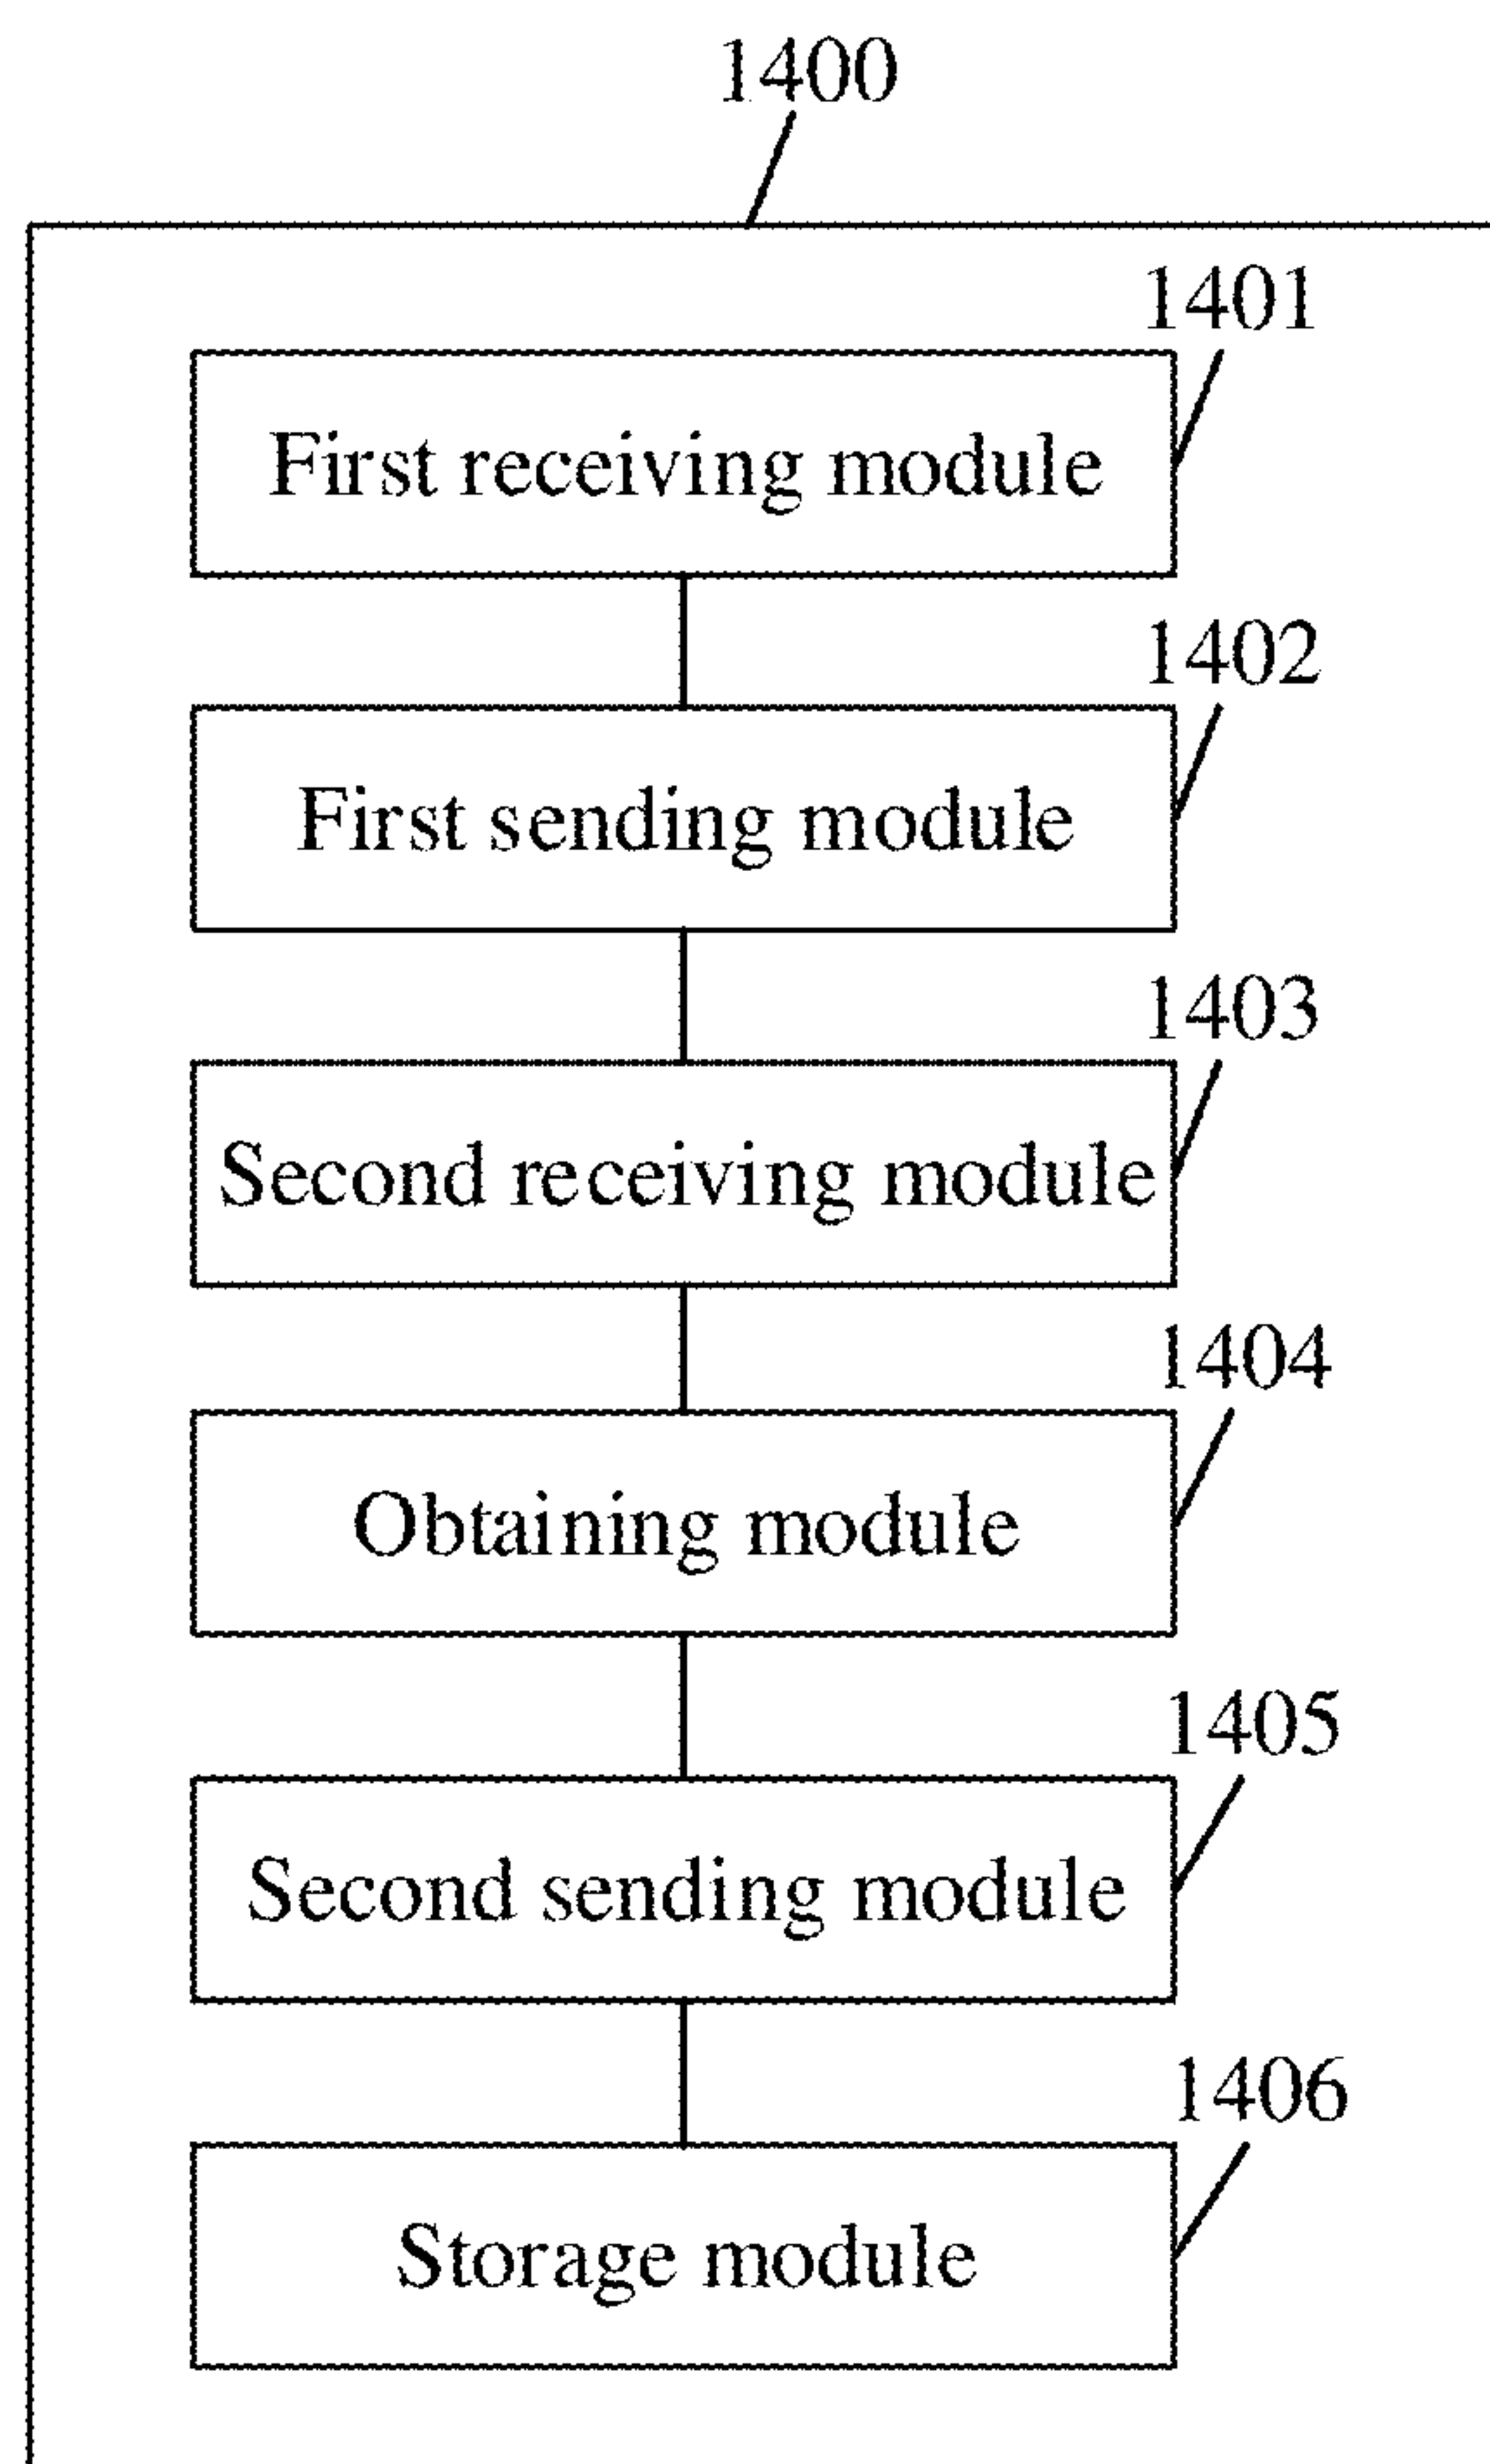 1400
1401
First receiving module
1402
First sending module
1403
Second receiving module
1404
Obtaining module
1405
Second sending module
1406
Storage module